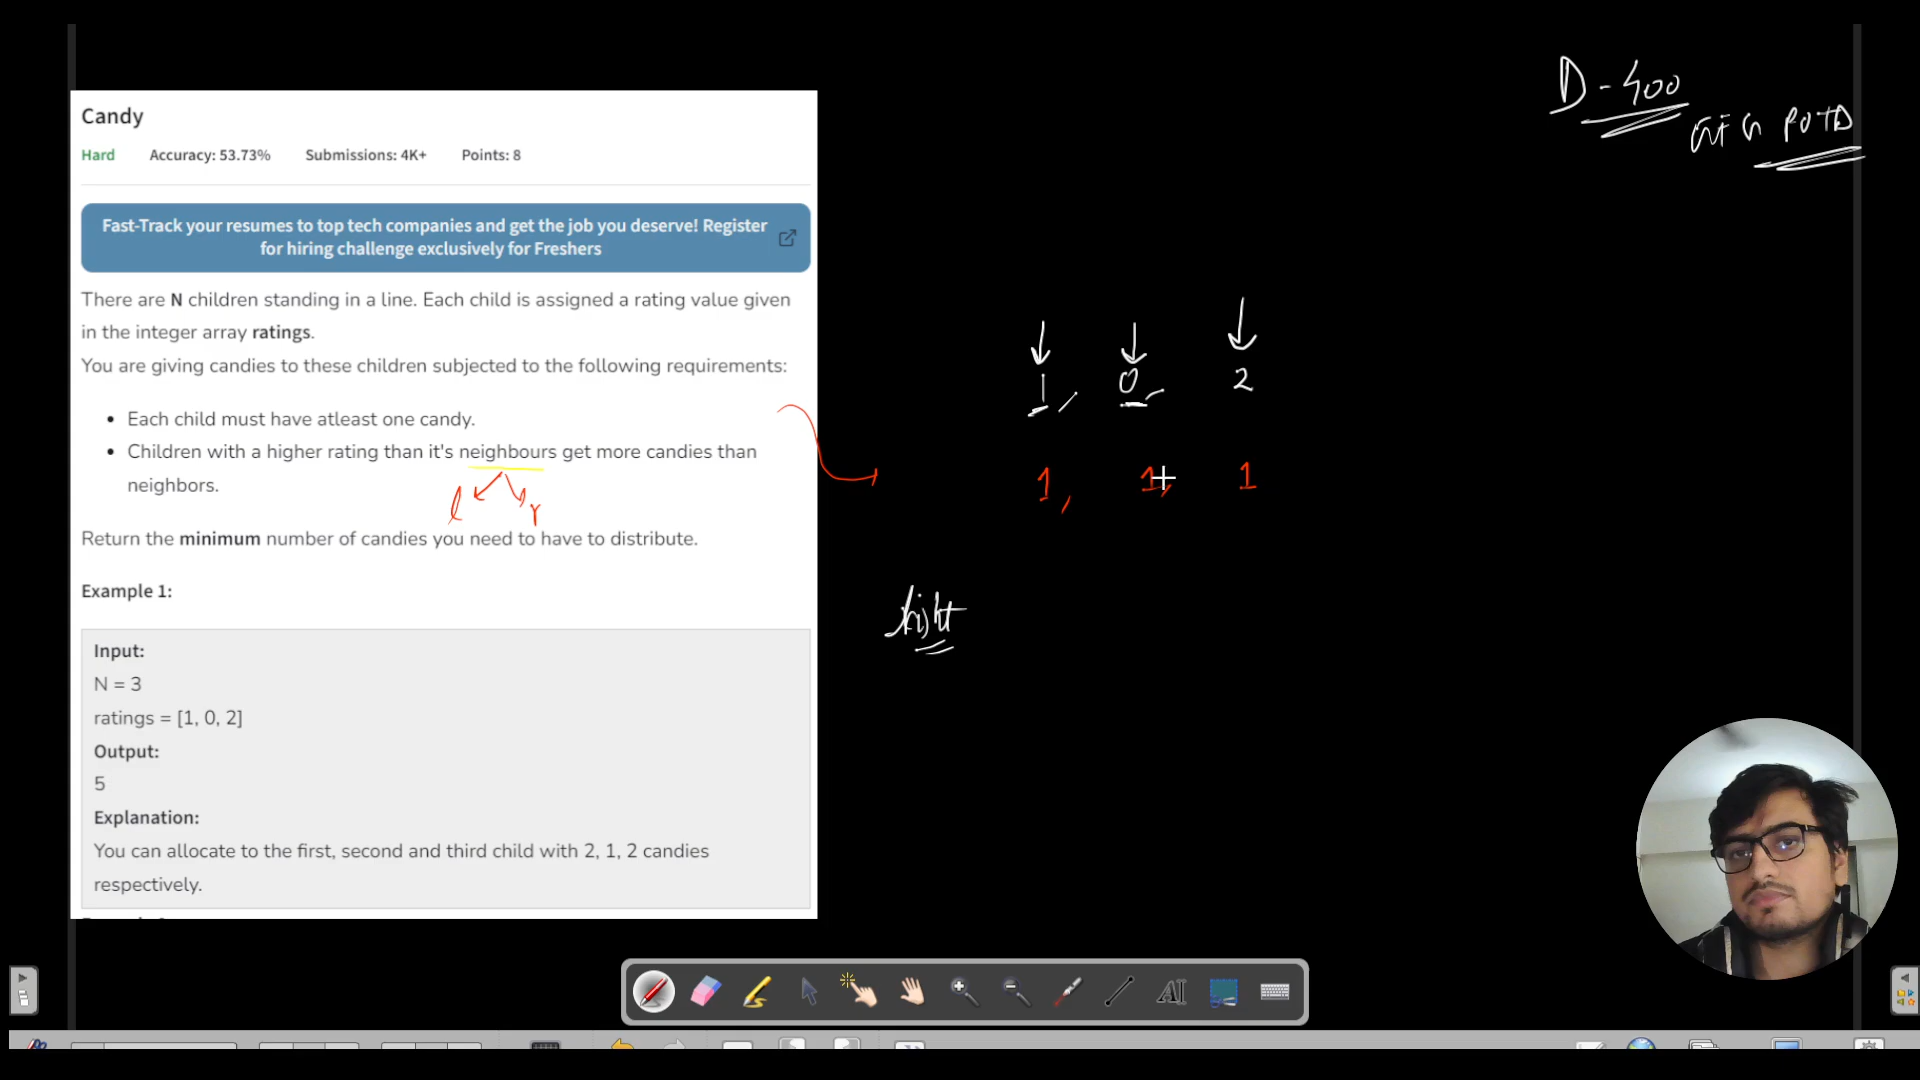 D-400
GFG POTD
Candy
Hard Accuracy: 53.73% Submissions: 4K+ Points: 8
Fast-Track your resumes to top tech companies and get the job you deserve! Register
for hiring challenge exclusively for Freshers
There are N children standing in a line. Each child is assigned a rating value given
in the integer array ratings.
You are giving candies to these children subjected to the following requirements:
• Each child must have atleast one candy.
• Children with a higher rating than it's neighbours get more candies than
neighbors.
l r
Return the minimum number of candies you need to have to distribute.
Example 1:
Input:
N = 3
ratings = [1, 0, 2]
Output:
5
Explanation:
You can allocate to the first, second and third child with 2, 1, 2 candies
respectively.
1, 0, 2
1, 1, 1
right
AI